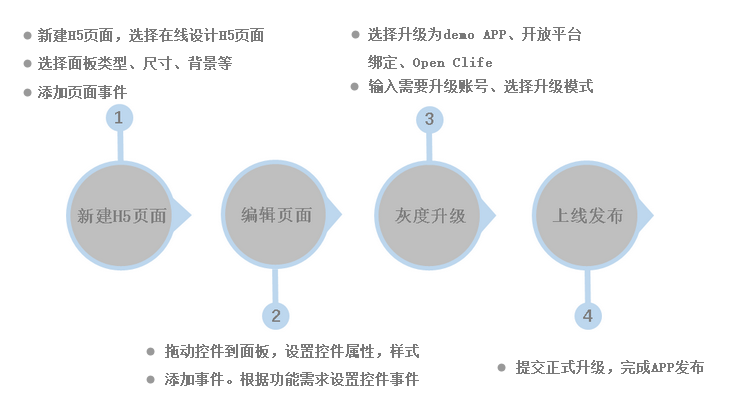 新建H5页面，选择在线设计H5页面
选择面板类型、尺寸、背景等
添加页面事件
1
选择升级为demo APP、开放平台
绑定、Open Clife
输入需要升级账号、选择升级模式
3
新建H5页面
编辑页面
灰度升级
上线发布
2
拖动控件到面板，设置控件属性，样式
添加事件。根据功能需求设置控件事件
4
提交正式升级，完成APP发布